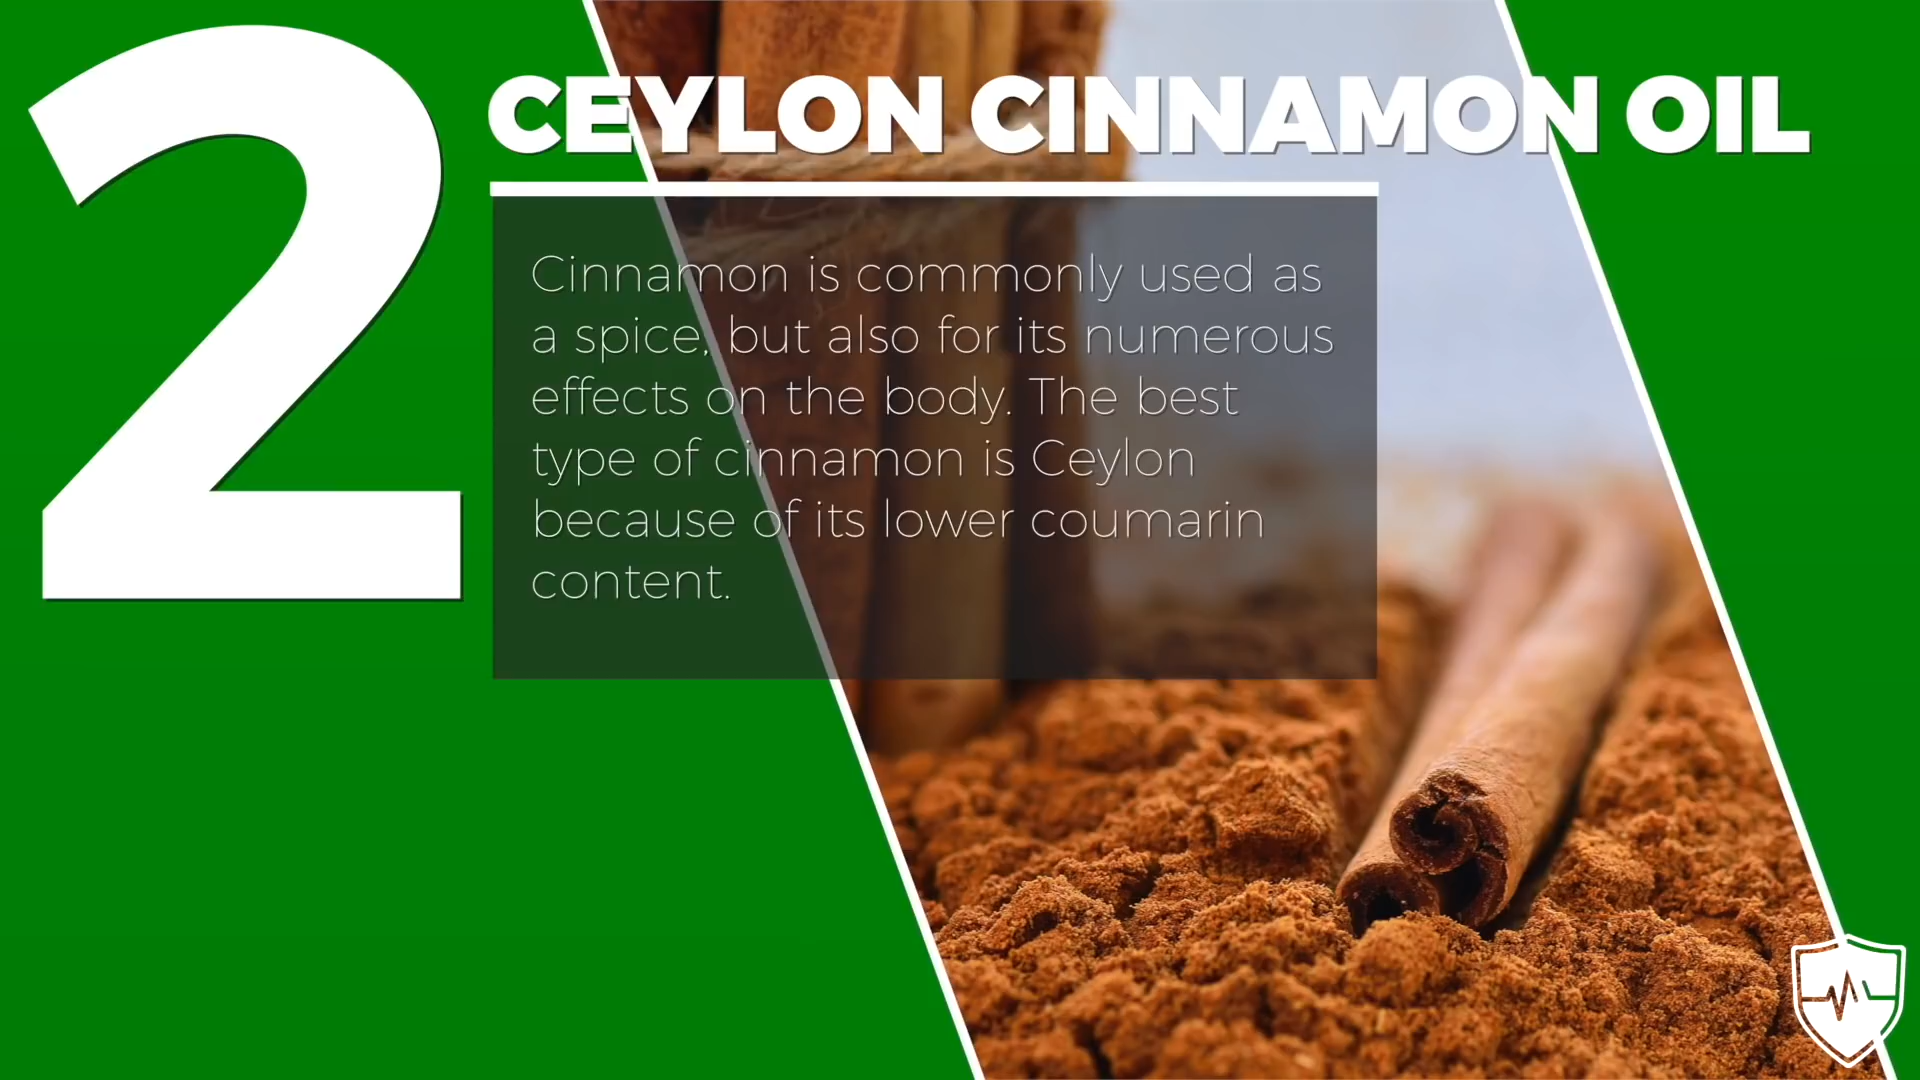 2
CEYLON CINNAMON OIL
Cinnamon is commonly used as
a spice, but also for its numerous
effects on the body. The best
type of cinnamon is Ceylon
because of its lower coumarin
content.